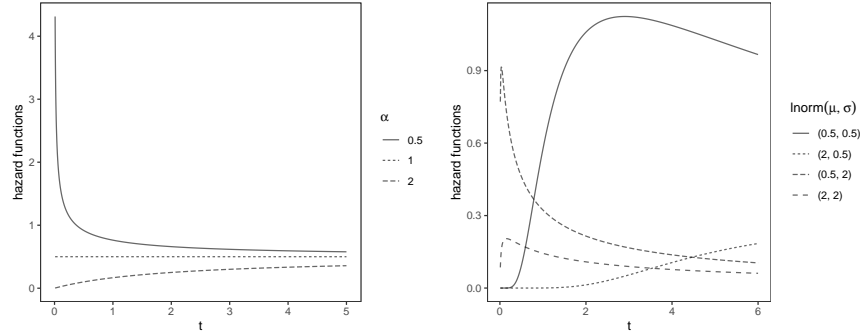 hazard functions
4
3
2
1
0
0 1 2 3 4 5
t
α
0.5
1
2
hazard functions
0.9
0.6
0.3
0.0
0 2 4 6
t
lnorm(μ, σ)
(0.5, 0.5)
(2, 0.5)
(0.5, 2)
(2, 2)